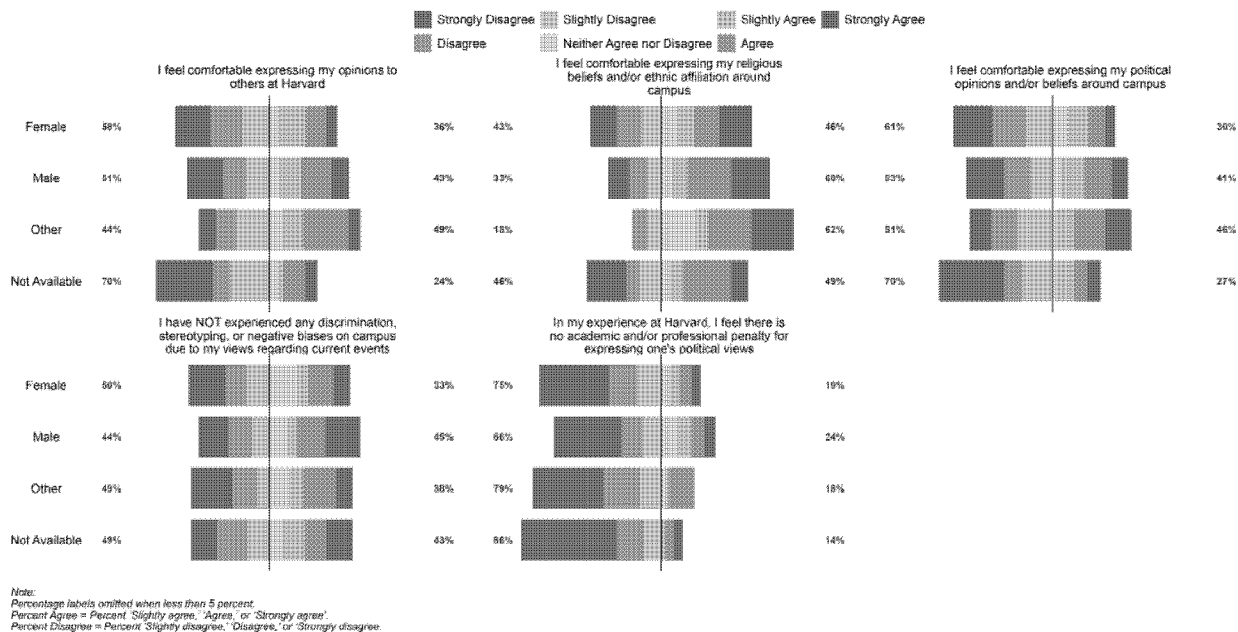 Strongly Disagree Slightly Disagree Slightly Agree Strongly Agree
Disagree Neither Agree nor Disagree Agree
I feel comfortable expressing my opinions to
others at Harvard
I feel comfortable expressing my religious
beliefs and/or ethnic affiliation around
campus
I feel comfortable expressing my political
opinions and/or beliefs around campus
Female 58% 36% 43% 46% 61% 30%
Male 51% 43% 33% 60% 53% 41%
Other 44% 49% 18% 62% 51% 46%
Not Available 70% 24% 46% 49% 70% 27%
I have NOT experienced any discrimination,
stereotyping, or negative biases on campus
due to my views regarding current events
In my experience at Harvard, I feel there is
no academic and/or professional penalty for
expressing one's political views
Female 50% 33% 75% 19%
Male 44% 45% 66% 24%
Other 49% 38% 79% 18%
Not Available 49% 43% 86% 14%
Note:
Percentage labels omitted when less than 5 percent.
Percent Agree = Percent 'Slightly agree,' 'Agree,' or 'Strongly agree'.
Percent Disagree = Percent 'Slightly disagree,' 'Disagree,' or 'Strongly disagree.